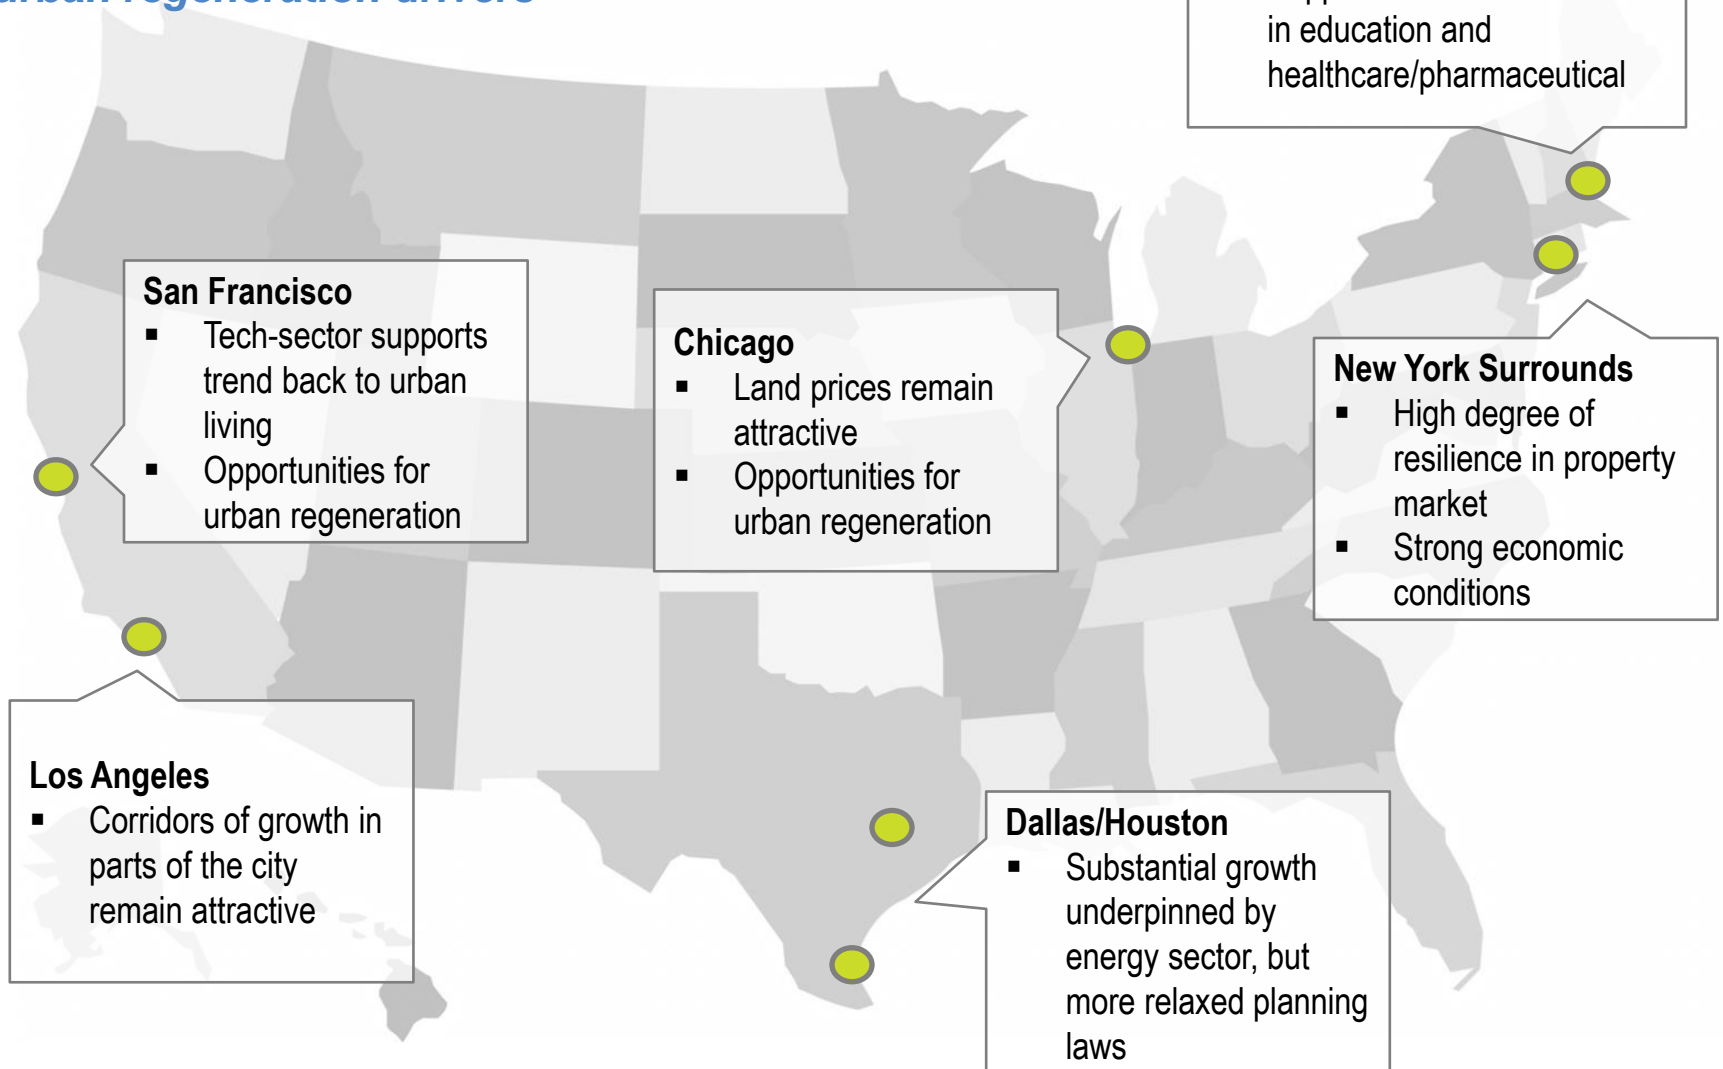 urban regeneration drivers
in education and
healthcare/pharmaceutical
San Francisco
▪ Tech-sector supports
trend back to urban
living
▪ Opportunities for
urban regeneration
Chicago
▪ Land prices remain
attractive
▪ Opportunities for
urban regeneration
New York Surrounds
▪ High degree of
resilience in property
market
▪ Strong economic
conditions
Los Angeles
▪ Corridors of growth in
parts of the city
remain attractive
Dallas/Houston
▪ Substantial growth
underpinned by
energy sector, but
more relaxed planning
laws